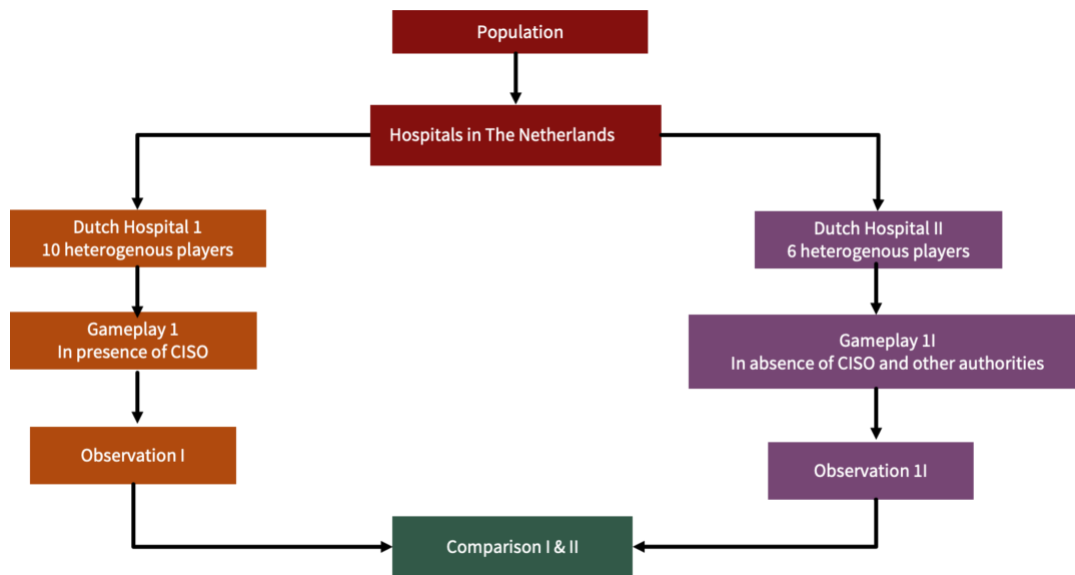 Population
Hospitals in The Netherlands
Dutch Hospital 1
10 heterogenous players
Dutch Hospital II
6 heterogenous players
Gameplay 1
In presence of CISO
Gameplay 1I
In absence of CISO and other authorities
Observation I
Observation 1I
Comparison I & II